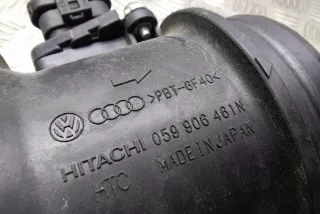 >PBT-GF40<
HITACHI 059 906 461N
HTC MADE IN JAPAN